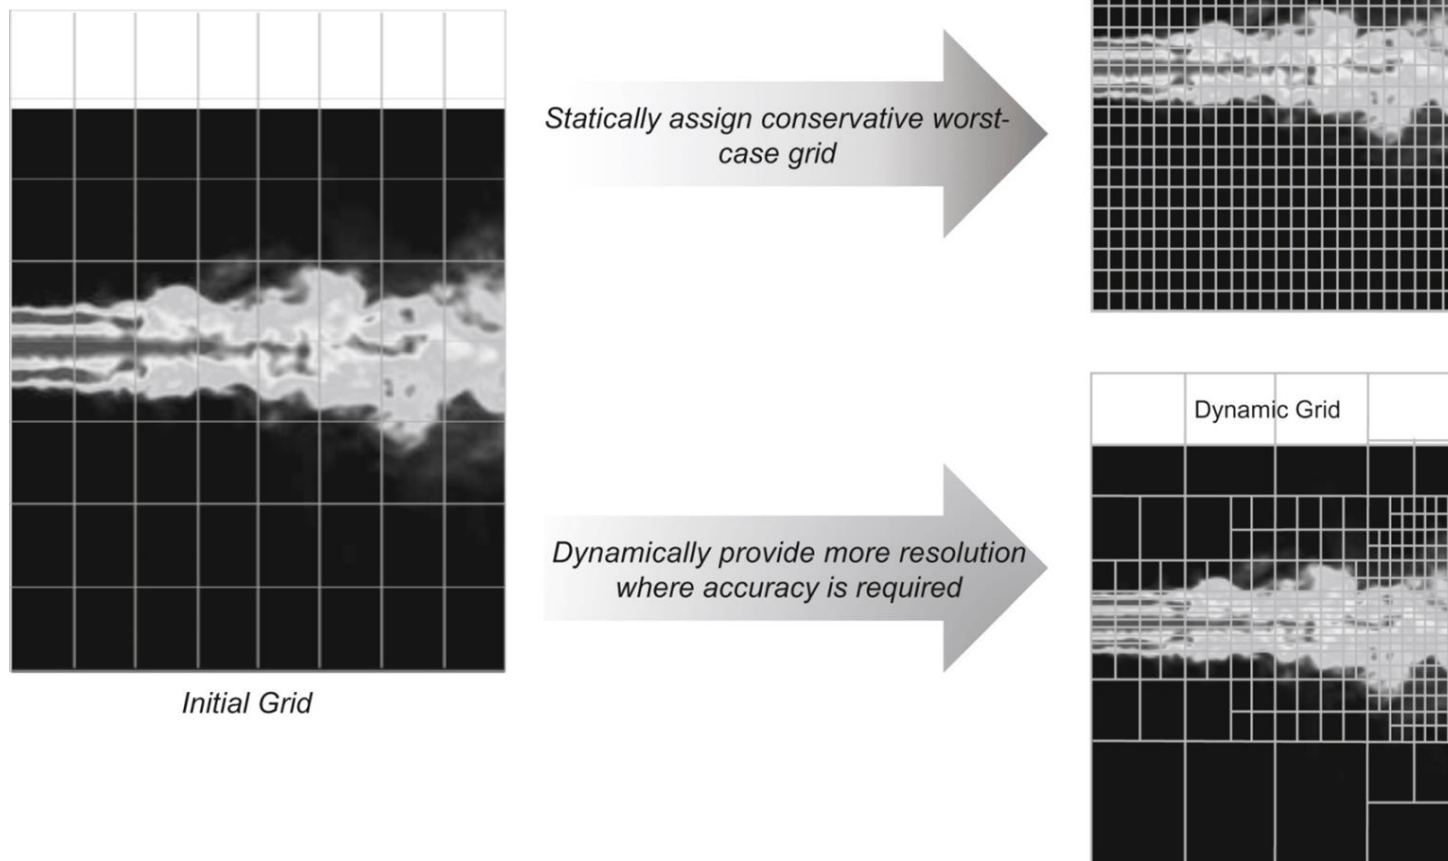 Statically assign conservative worst-
case grid
Dynamic Grid
Dynamically provide more resolution
where accuracy is required
Initial Grid